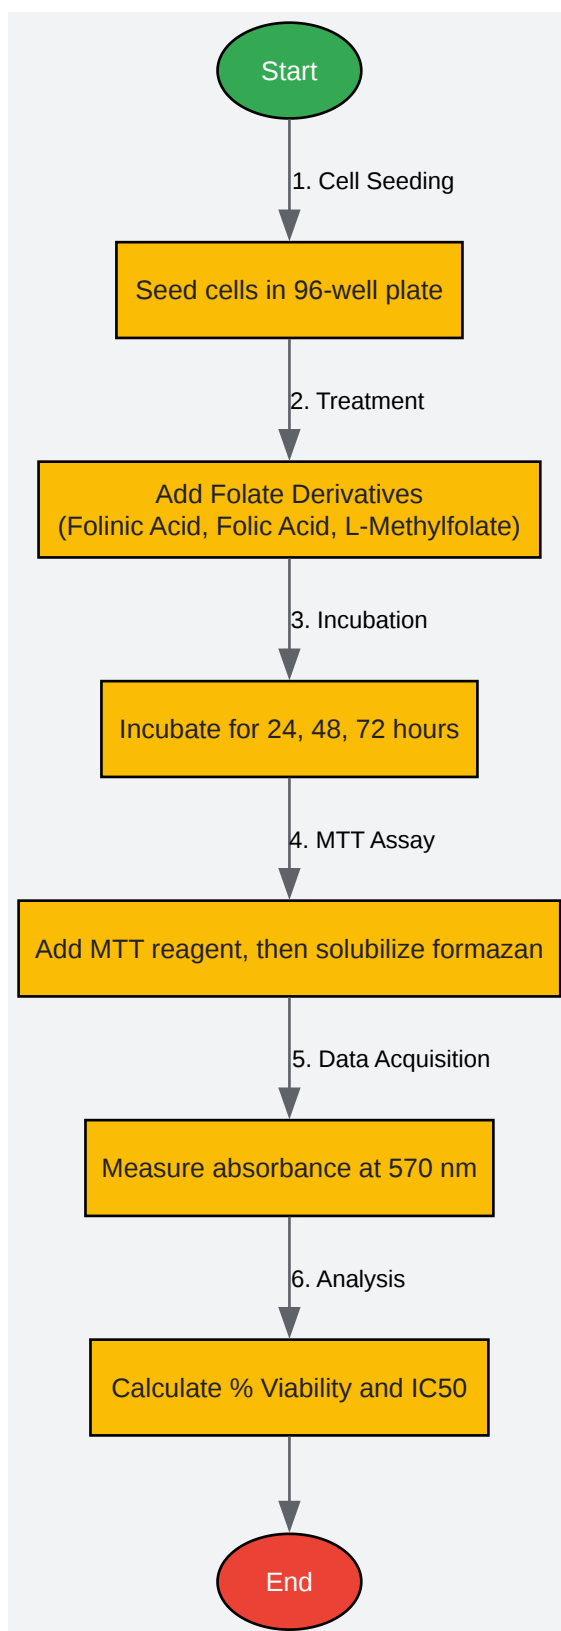 Start
1. Cell Seeding
Seed cells in 96-well plate
2. Treatment
Add Folate Derivatives
(Folinic Acid, Folic Acid, L-Methylfolate)
3. Incubation
Incubate for 24, 48, 72 hours
4. MTT Assay
Add MTT reagent, then solubilize formazan
5. Data Acquisition
Measure absorbance at 570 nm
6. Analysis
Calculate % Viability and IC50
End